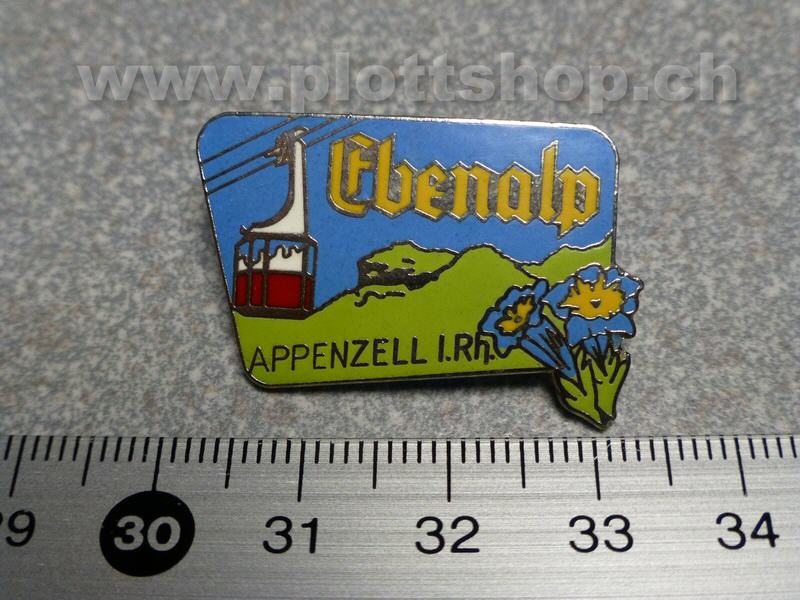 www.plottshop.ch
Ebenalp
APPENZELL I.Rh.
29 30 31 32 33 34